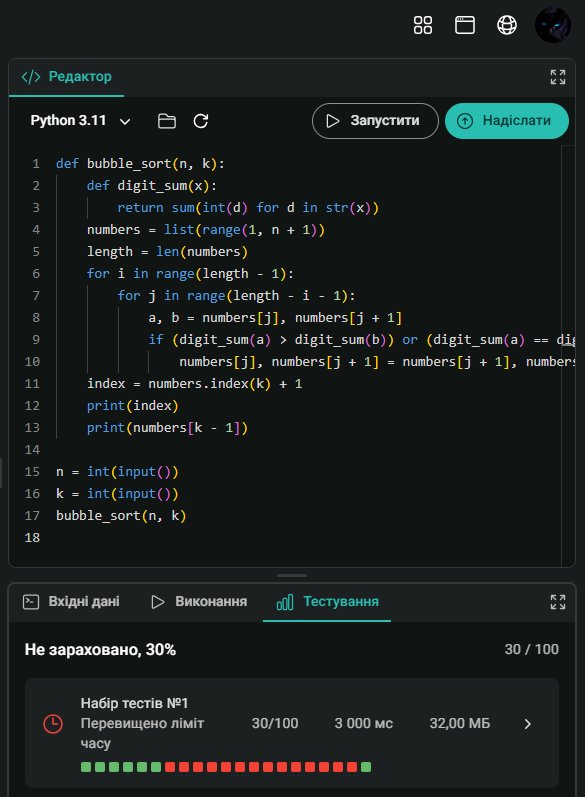 </> Редактор
Python 3.11
Запустити
Надіслати
1 def bubble_sort(n, k):
2 def digit_sum(x):
3 return sum(int(d) for d in str(x))
4 numbers = list(range(1, n + 1))
5 length = len(numbers)
6 for i in range(length - 1):
7 for j in range(length - i - 1):
8 a, b = numbers[j], numbers[j + 1]
9 if (digit_sum(a) > digit_sum(b)) or (digit_sum(a) == dig
10 numbers[j], numbers[j + 1] = numbers[j + 1], numbers
11 index = numbers.index(k) + 1
12 print(index)
13 print(numbers[k - 1])
14
15 n = int(input())
16 k = int(input())
17 bubble_sort(n, k)
18
Вхідні дані
Виконання
Тестування
Не зараховано, 30%
30 / 100
Набір тестів №1
Перевищено ліміт
часу
30/100
3 000 мс
32,00 МБ